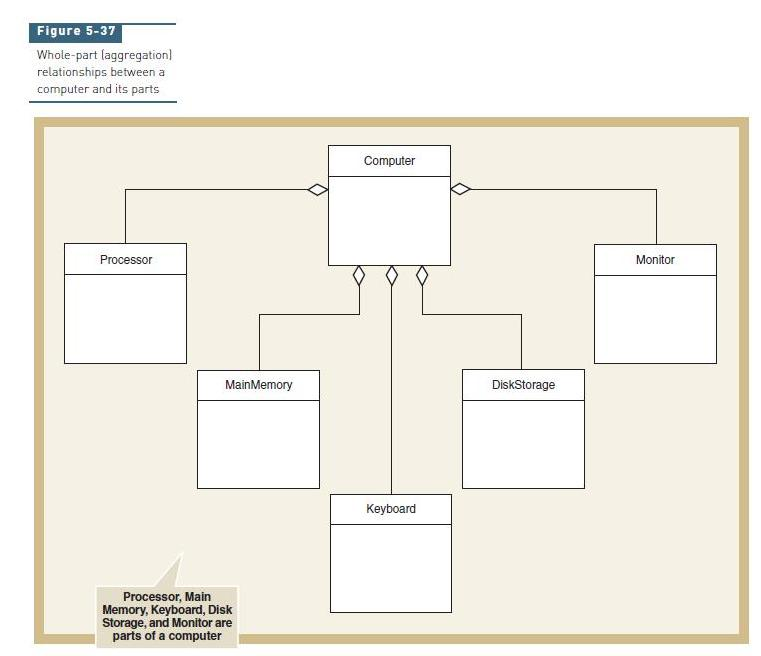 Figure 5-37
Whole-part (aggregation)
relationships between a
computer and its parts
Computer
Processor
Monitor
MainMemory
DiskStorage
Keyboard
Processor, Main
Memory, Keyboard, Disk
Storage, and Monitor are
parts of a computer